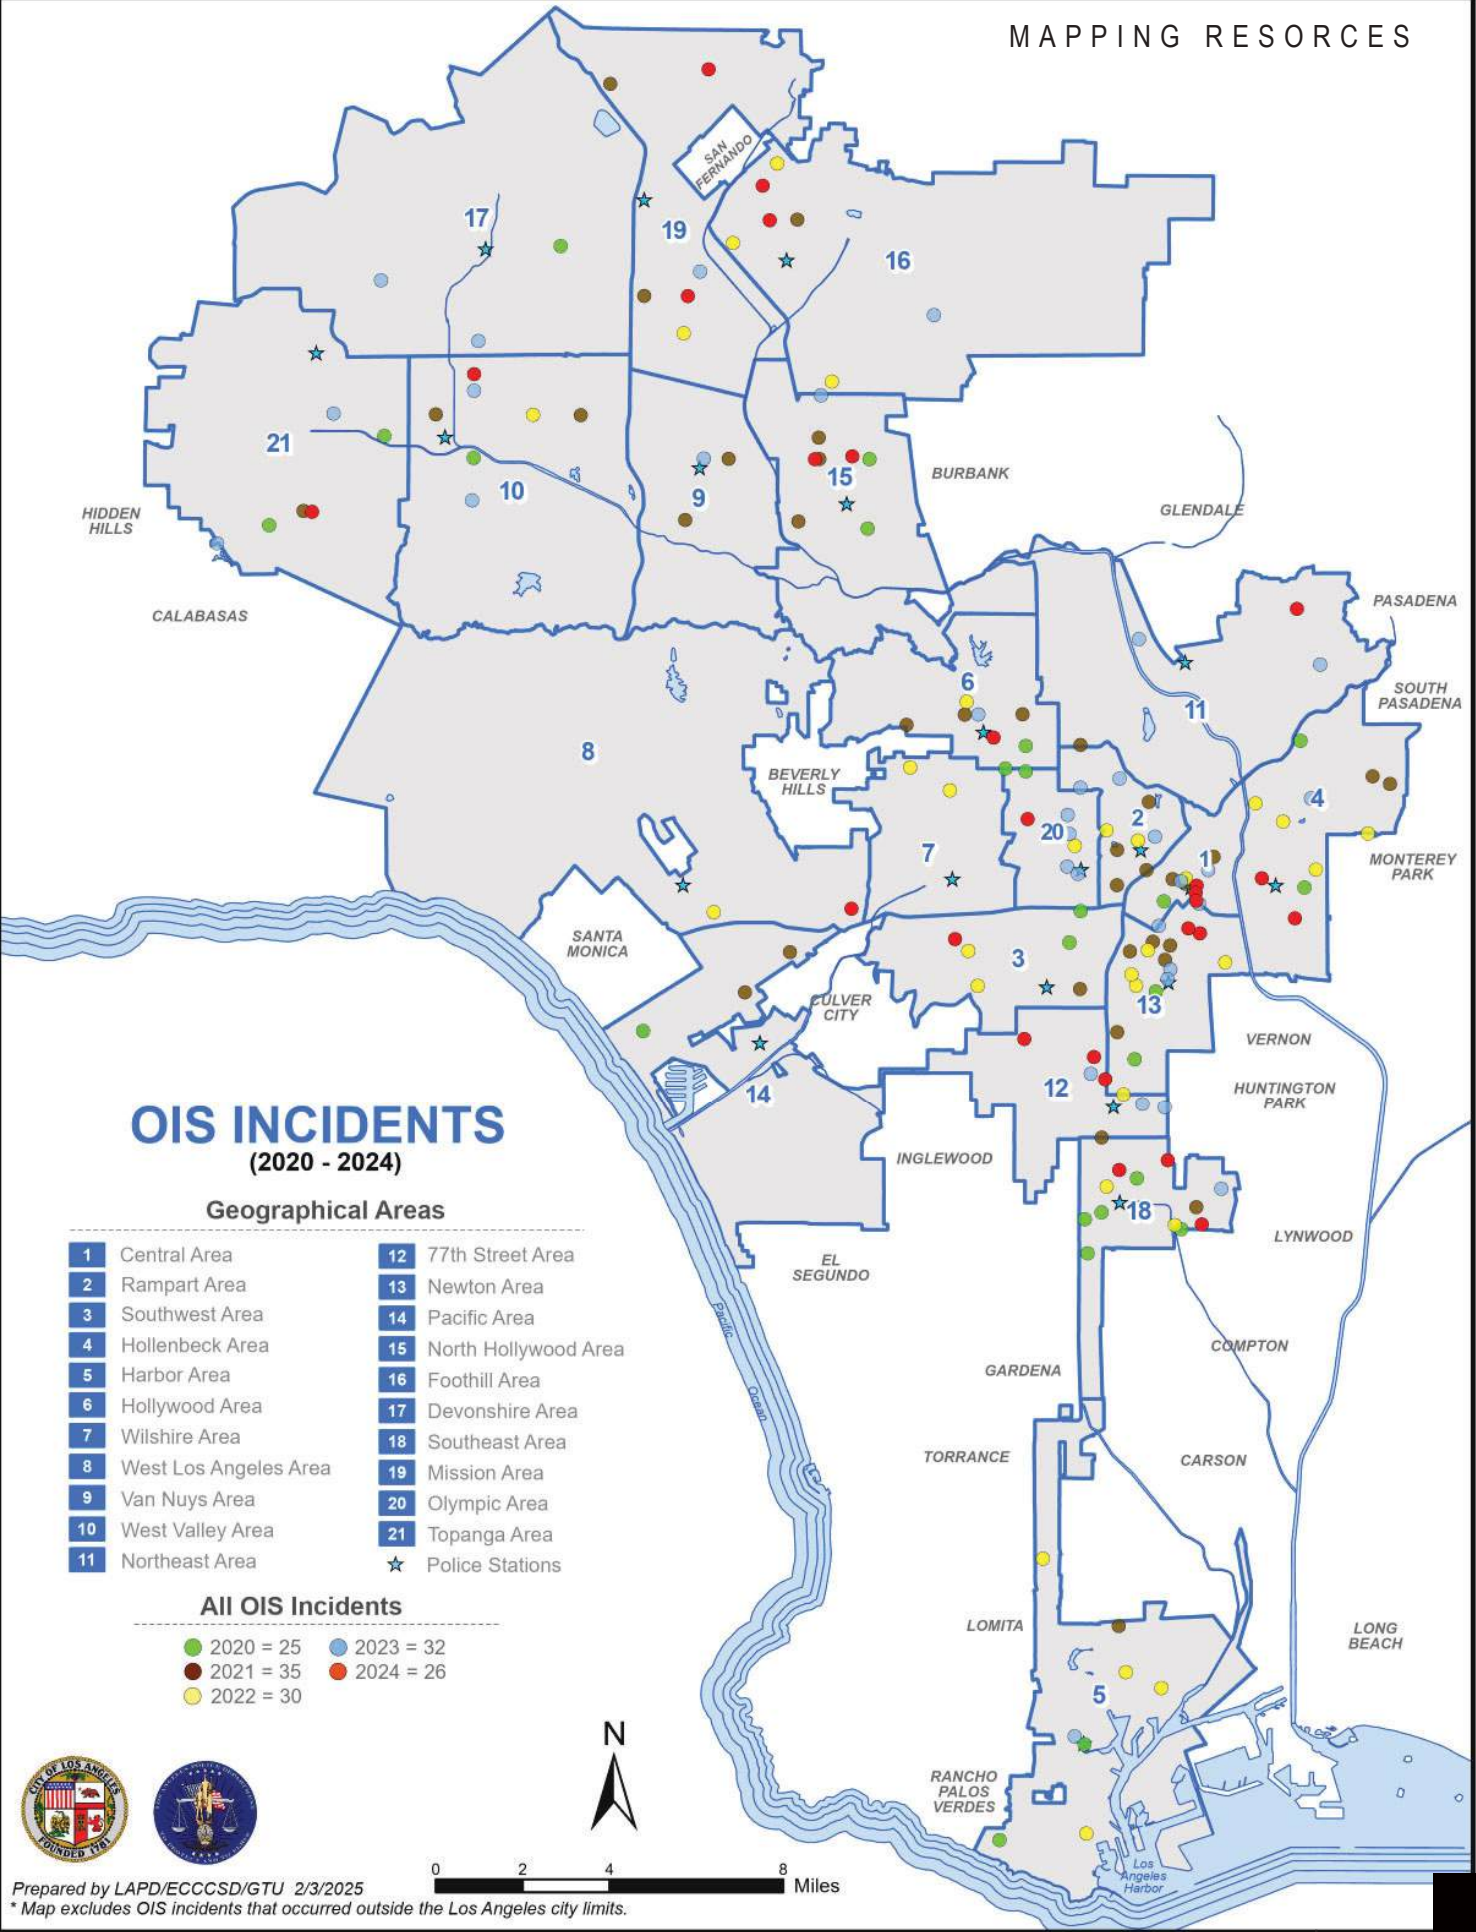 MAPPING RESORCES
SAN
FERNANDO
17
19
16
21
10
9
15
BURBANK
GLENDALE
HIDDEN
HILLS
CALABASAS
PASADENA
6
SOUTH
PASADENA
11
8
BEVERLY
HILLS
4
20
2
7
1
MONTEREY
PARK
SANTA
MONICA
3
CULVER
CITY
13
VERNON
12
14
HUNTINGTON
PARK
INGLEWOOD
18
LYNWOOD
EL
SEGUNDO
Pacific
Ocean
COMPTON
GARDENA
TORRANCE
CARSON
LOMITA
LONG
BEACH
5
RANCHO
PALOS
VERDES
Los
Angeles
Harbor
OIS INCIDENTS
(2020 - 2024)
Geographical Areas
1 Central Area
2 Rampart Area
3 Southwest Area
4 Hollenbeck Area
5 Harbor Area
6 Hollywood Area
7 Wilshire Area
8 West Los Angeles Area
9 Van Nuys Area
10 West Valley Area
11 Northeast Area
12 77th Street Area
13 Newton Area
14 Pacific Area
15 North Hollywood Area
16 Foothill Area
17 Devonshire Area
18 Southeast Area
19 Mission Area
20 Olympic Area
21 Topanga Area
Police Stations
All OIS Incidents
2020 = 25
2021 = 35
2022 = 30
2023 = 32
2024 = 26
N
CITY OF LOS ANGELES
FOUNDED 1781
0 2 4 8
Miles
Prepared by LAPD/ECCCSD/GTU 2/3/2025
* Map excludes OIS incidents that occurred outside the Los Angeles city limits.